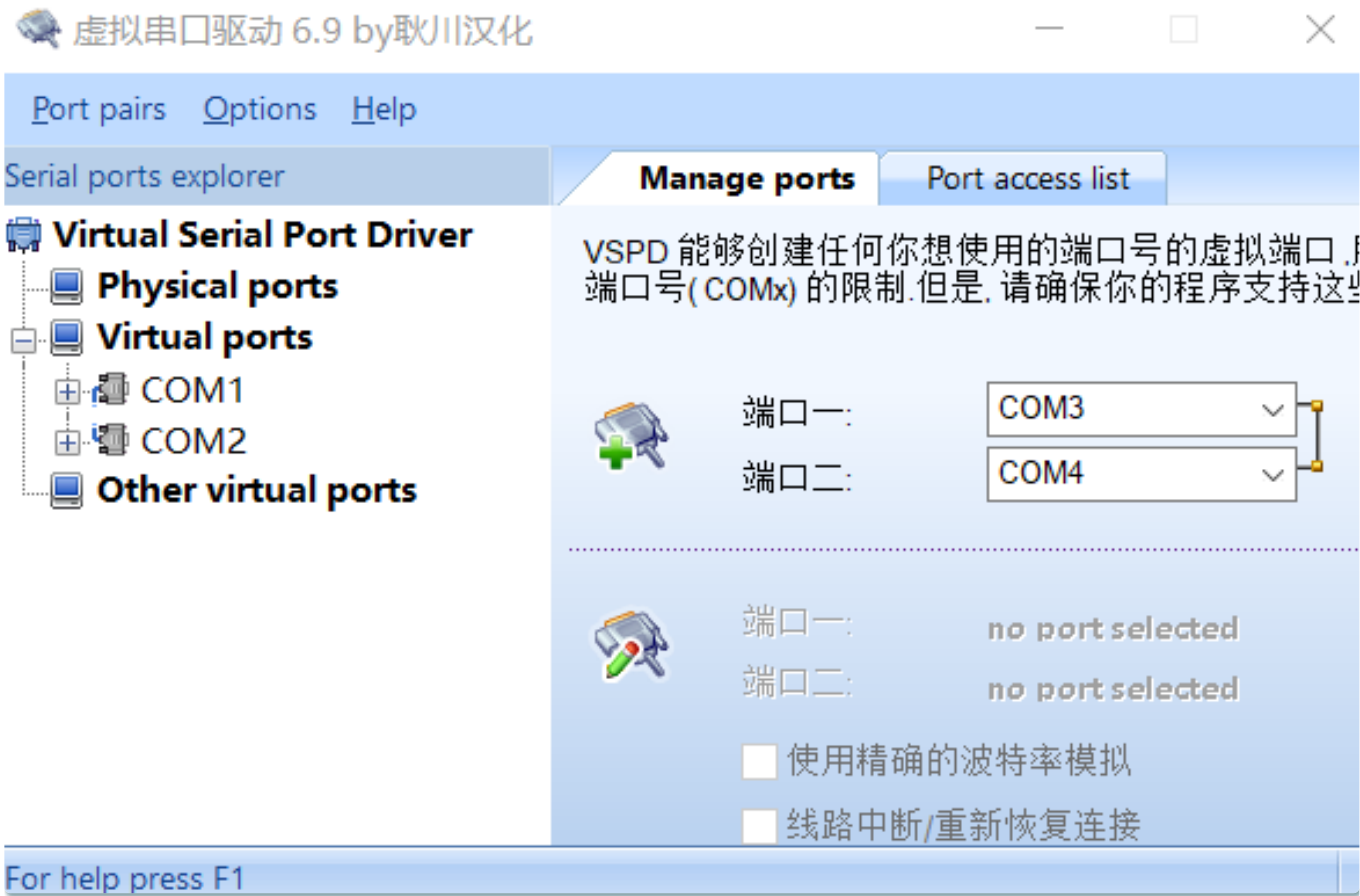 虚拟串口驱动 6.9 by耿川汉化
Port pairs Options Help
Serial ports explorer
Manage ports
Port access list
Virtual Serial Port Driver
Physical ports
Virtual ports
COM1
COM2
Other virtual ports
VSPD 能够创建任何你想使用的端口号的虚拟端口,
端口号( COMx) 的限制.但是, 请确保你的程序支持这些
端口一: COM3
端口二: COM4
端口一: no port selected
端口二: no port selected
使用精确的波特率模拟
线路中断/重新恢复连接
For help press F1